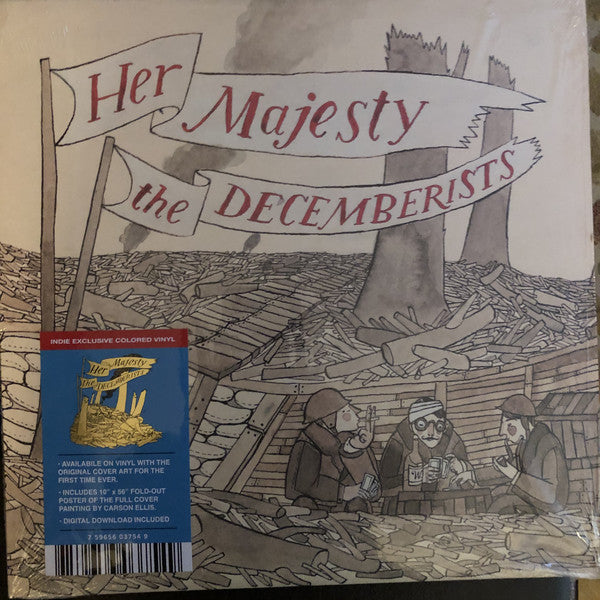 Her
Majesty
the DECEMBERISTS
INDIE EXCLUSIVE COLORED VINYL
Her Majesty
the DECEMBERISTS
· AVAILABLE ON VINYL WITH THE
ORIGINAL COVER ART FOR THE
FIRST TIME EVER.
· INCLUDES 10" x 56" FOLD-OUT
POSTER OF THE FULL COVER
PAINTING BY CARSON ELLIS.
· DIGITAL DOWNLOAD INCLUDED
7 59656 03754 9
W